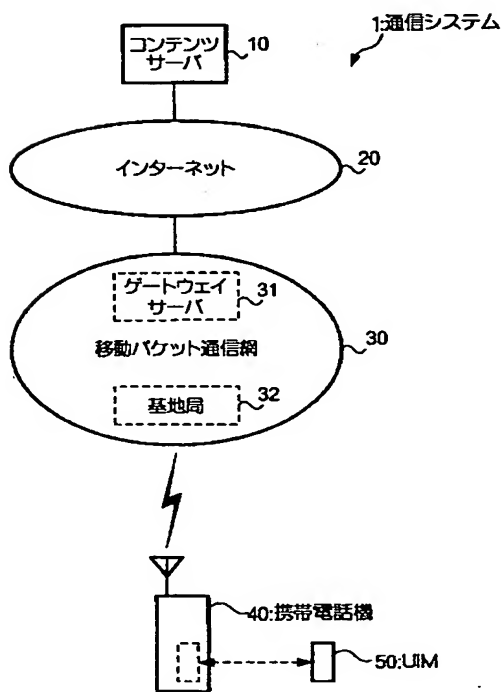 1:通信システム
コンテンツ
サーバ
10
インターネット
20
ゲートウェイ
サーバ
31
移動パケット通信網
30
基地局
32
40:携帯電話機
50:UIM